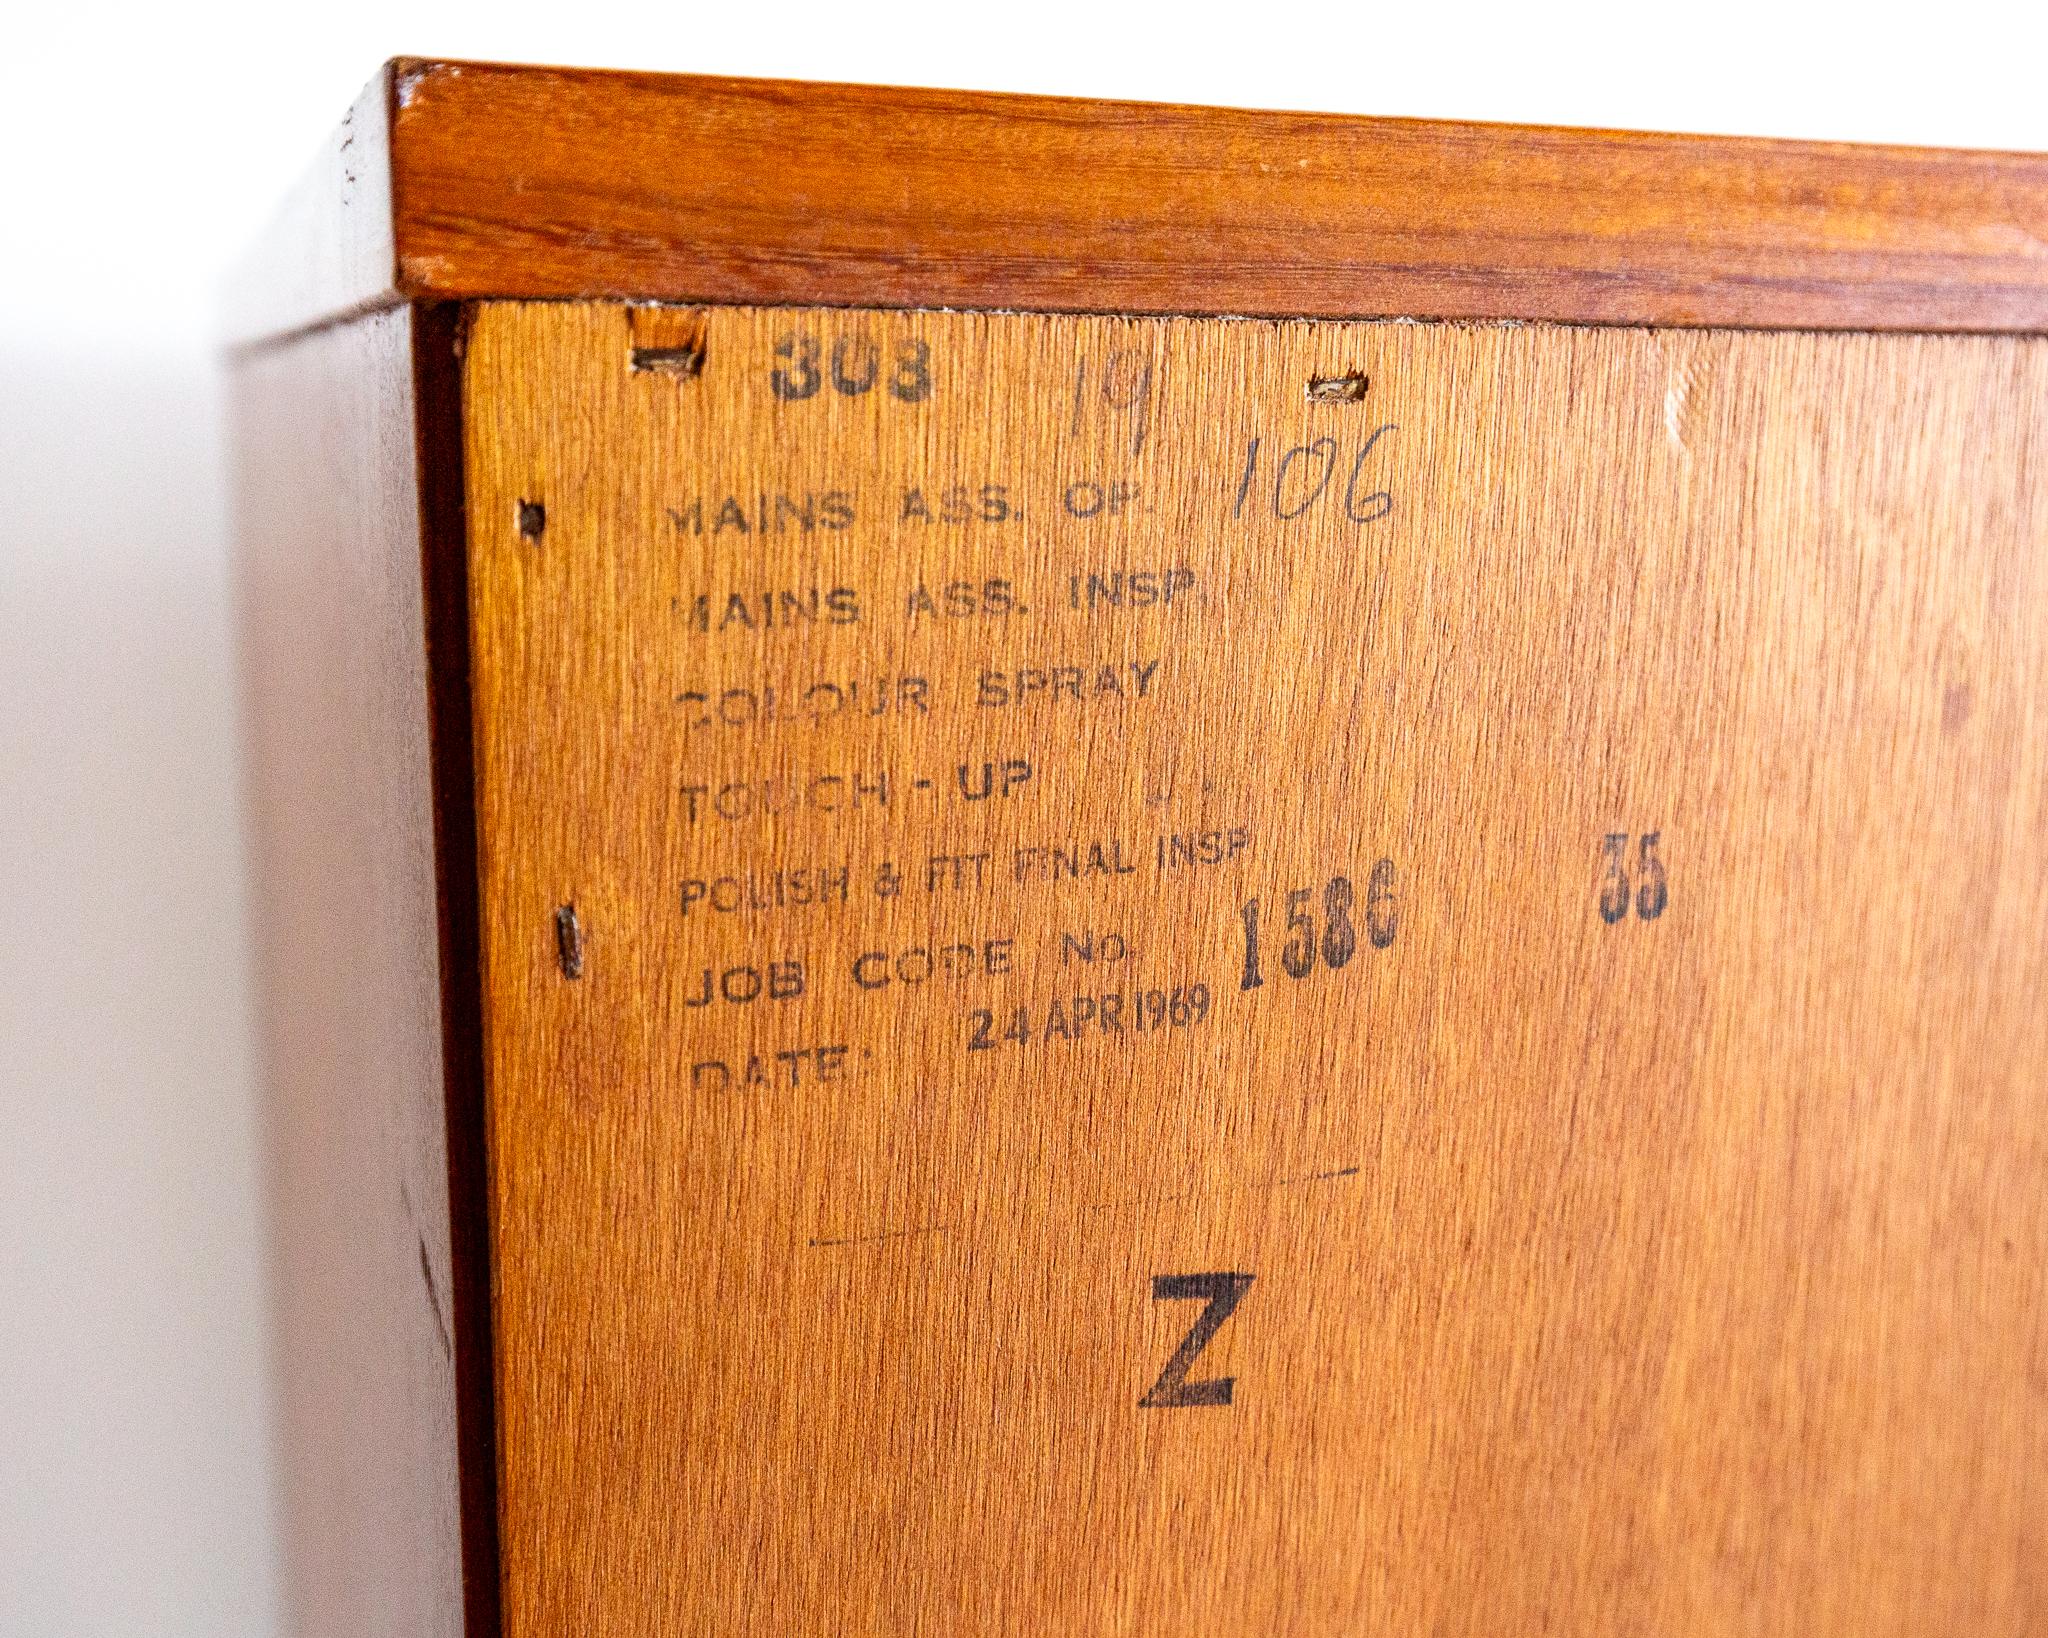 303 19
MAINS ASS. OP. 106
MAINS ASS. INSP.
COLOUR SPRAY
TOUCH - UP
POLISH & FIT FINAL INSP
JOB CODE No. 1586 35
DATE: 24 APR 1969
Z